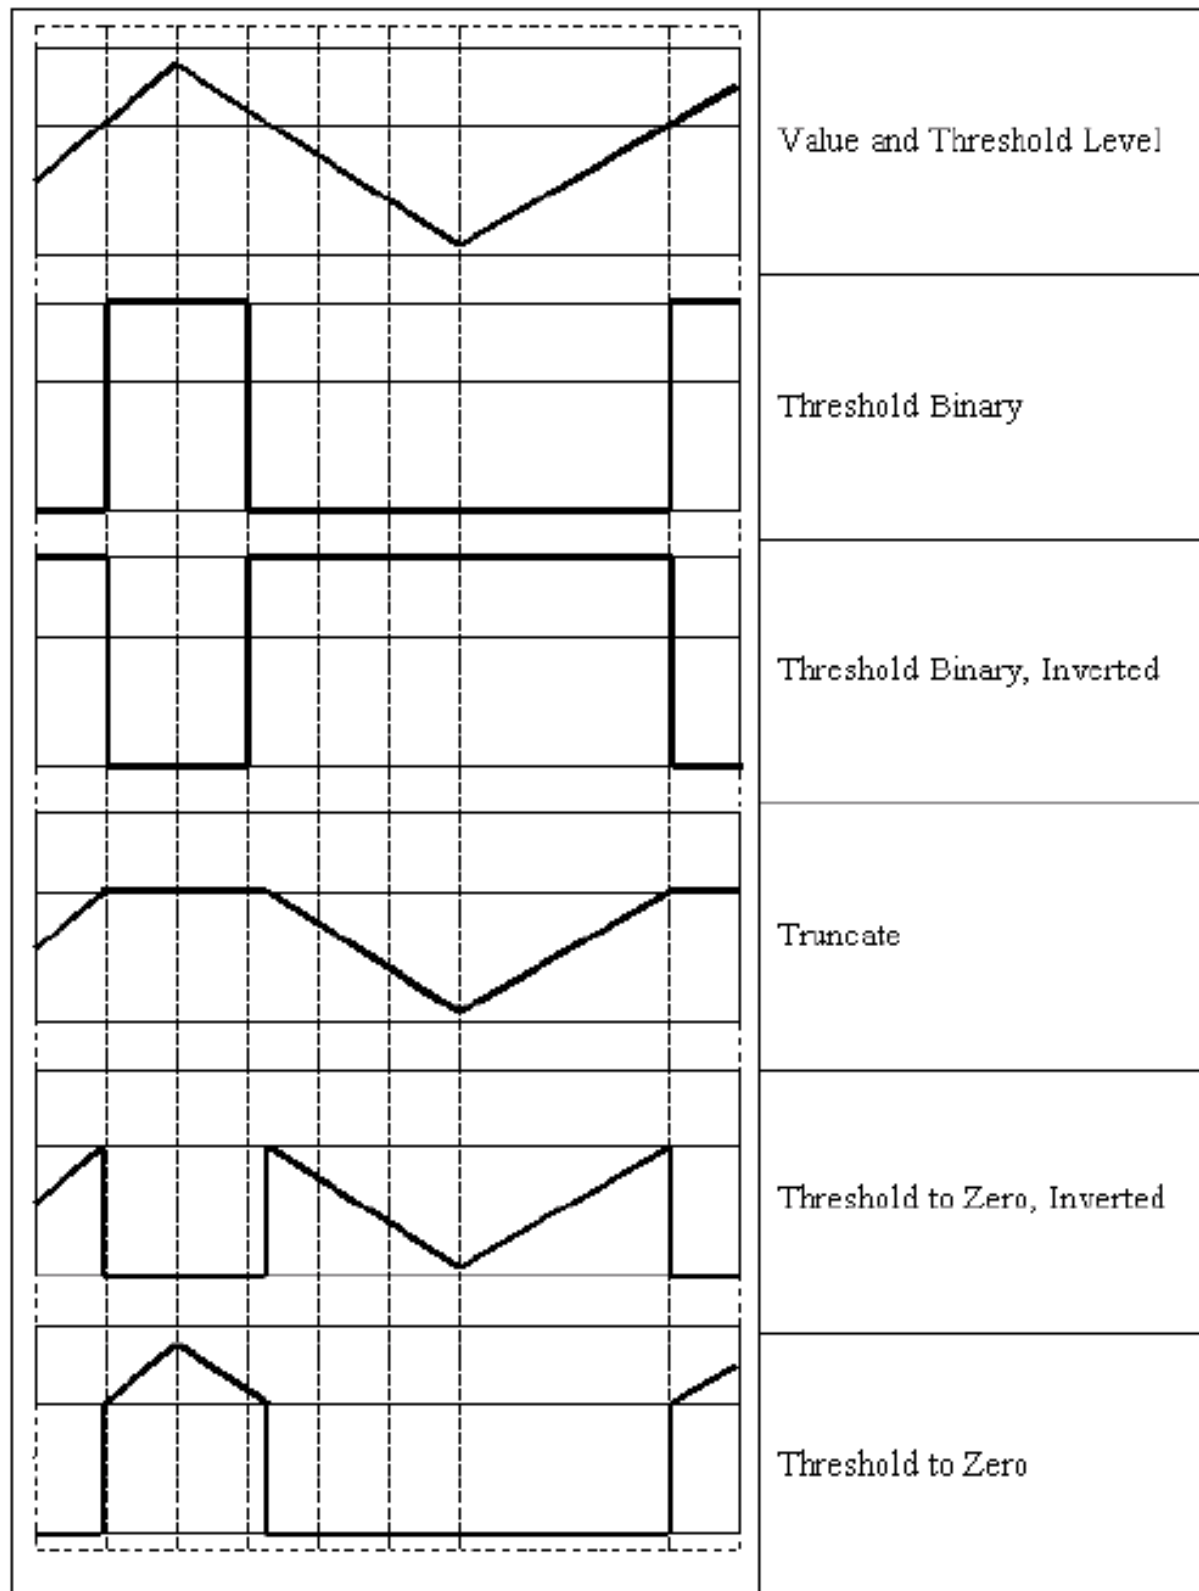 Value and Threshold Level
Threshold Binary
Threshold Binary, Inverted
Truncate
Threshold to Zero, Inverted
Threshold to Zero